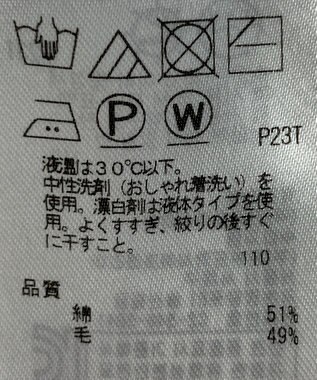 P
W
P23T
液温は30℃以下。
中性洗剤（おしゃれ着洗い）を
使用。漂白剤は液体タイプを使
用。よくすすぎ、絞りの後すぐ
に干すこと。
110
品質
綿 51%
毛 49%